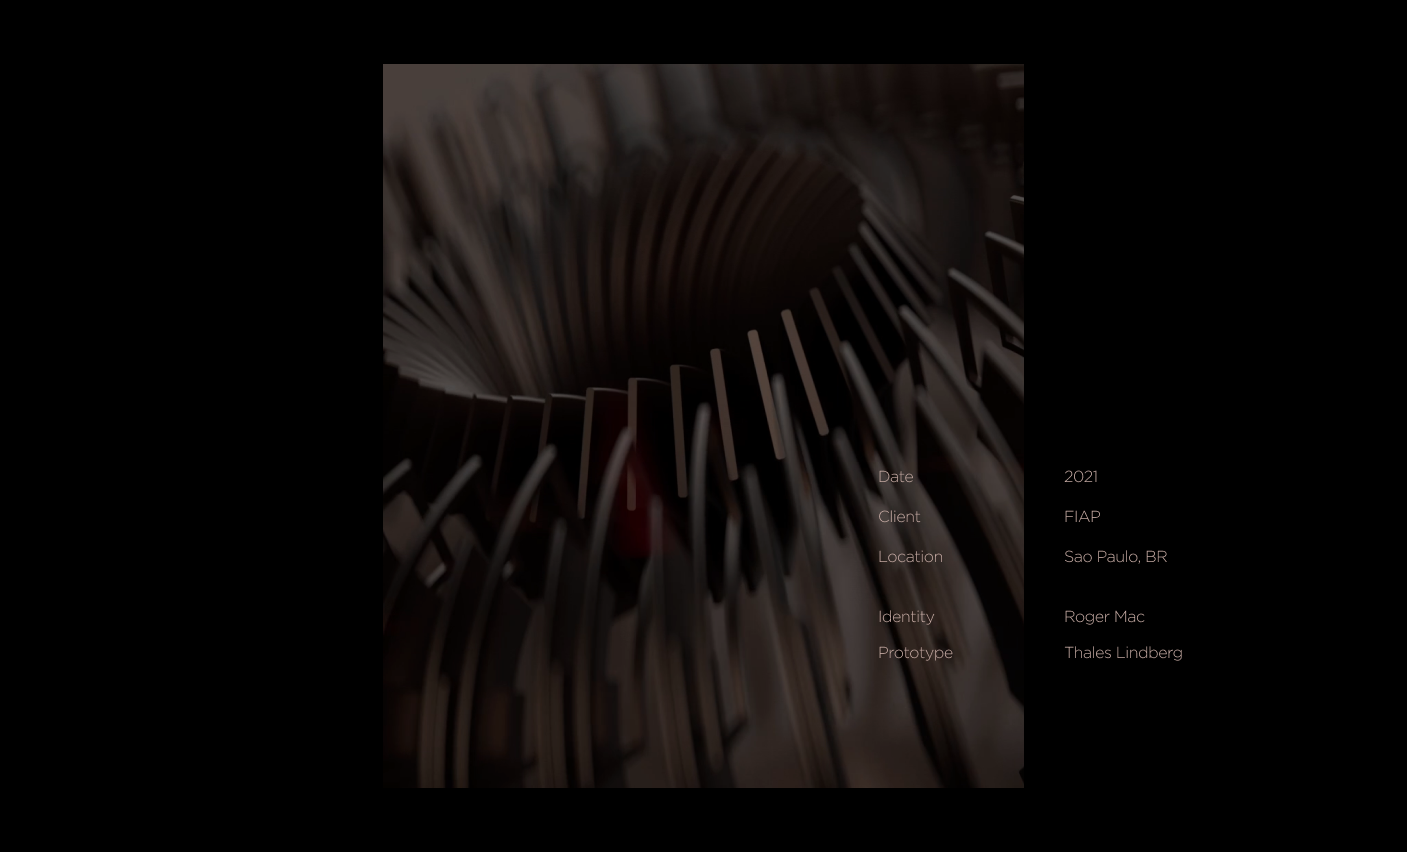 Date 2021
Client FIAP
Location Sao Paulo, BR
Identity Roger Mac
Prototype Thales Lindberg